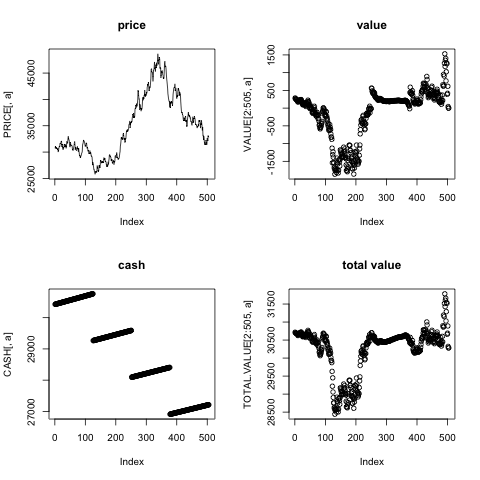 price
PRICE[, a]
45000
35000
25000
0 100 200 300 400 500
Index
value
VALUE[2:505, a]
1500
500
-500
-1500
0 100 200 300 400 500
Index
cash
CASH[, a]
29000
27000
0 100 200 300 400 500
Index
total value
TOTAL.VALUE[2:505, a]
31500
30500
29500
28500
0 100 200 300 400 500
Index